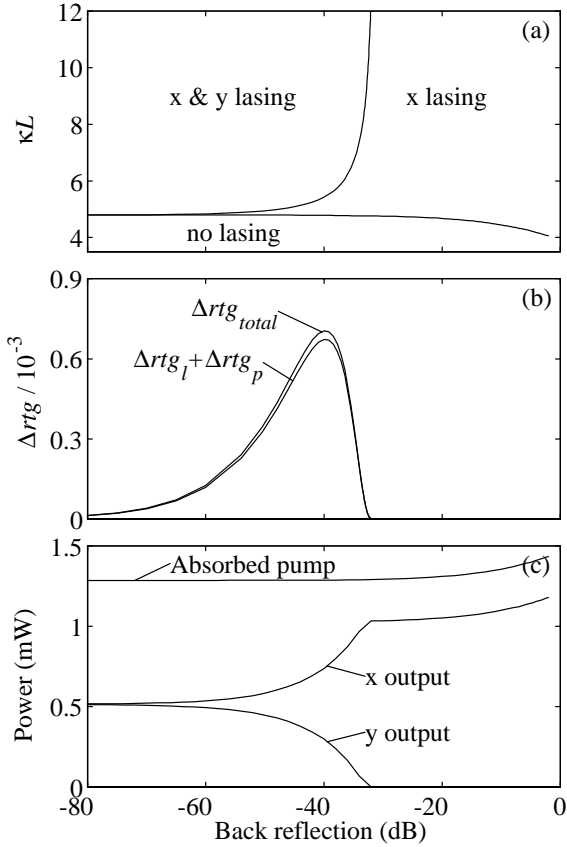 12
10
8
6
4
κL
(a)
x & y lasing
x lasing
no lasing
0.9
0.6
0.3
0
Δrtg / 10⁻³
(b)
Δrtg_total
Δrtg_l+Δrtg_p
1.5
1
0.5
0
Power (mW)
Absorbed pump
(c)
x output
y output
-80
-60
-40
-20
0
Back reflection (dB)